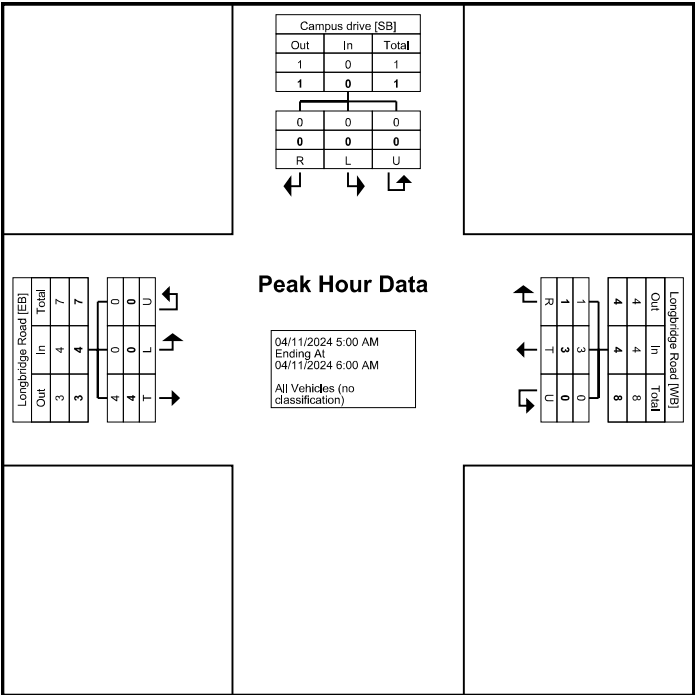 Campus drive [SB]
Out In Total
1 0 1
1 0 1
0 0 0
0 0 0
R L U
Peak Hour Data
04/11/2024 5:00 AM
Ending At
04/11/2024 6:00 AM
All Vehicles (no
classification)
Longbridge Road [EB]
Out In Total
3 4 7
3 4 7
4 0 0
4 0 0
T L U
Longbridge Road [WB]
Out In Total
4 4 8
4 4 8
1 3 0
1 3 0
R T U